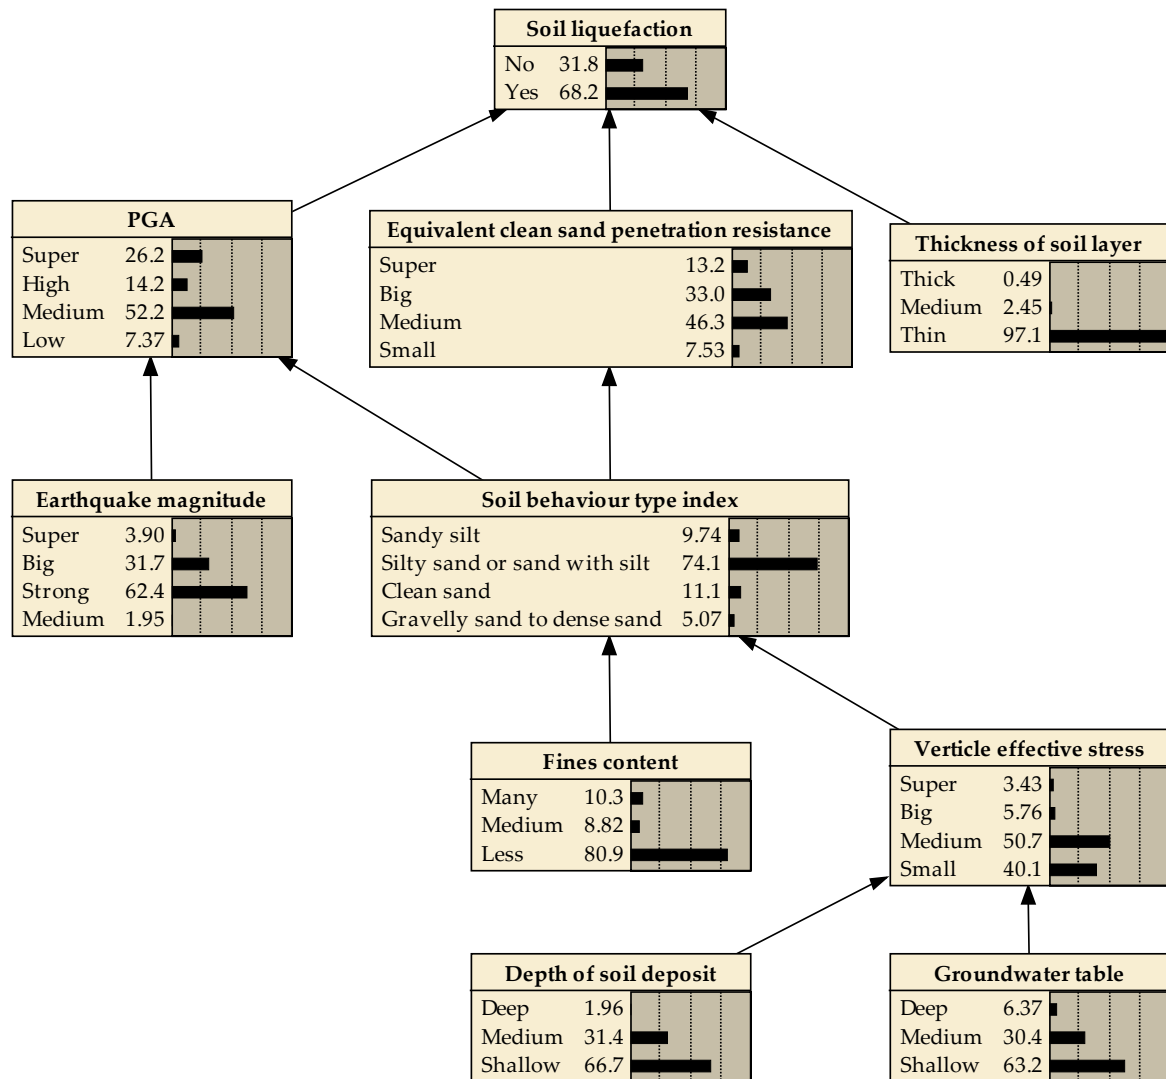 Soil liquefaction
No 31.8
Yes 68.2
PGA
Super 26.2
High 14.2
Medium 52.2
Low 7.37
Equivalent clean sand penetration resistance
Super 13.2
Big 33.0
Medium 46.3
Small 7.53
Thickness of soil layer
Thick 0.49
Medium 2.45
Thin 97.1
Earthquake magnitude
Super 3.90
Big 31.7
Strong 62.4
Medium 1.95
Soil behaviour type index
Sandy silt 9.74
Silty sand or sand with silt 74.1
Clean sand 11.1
Gravelly sand to dense sand 5.07
Fines content
Many 10.3
Medium 8.82
Less 80.9
Verticle effective stress
Super 3.43
Big 5.76
Medium 50.7
Small 40.1
Depth of soil deposit
Deep 1.96
Medium 31.4
Shallow 66.7
Groundwater table
Deep 6.37
Medium 30.4
Shallow 63.2